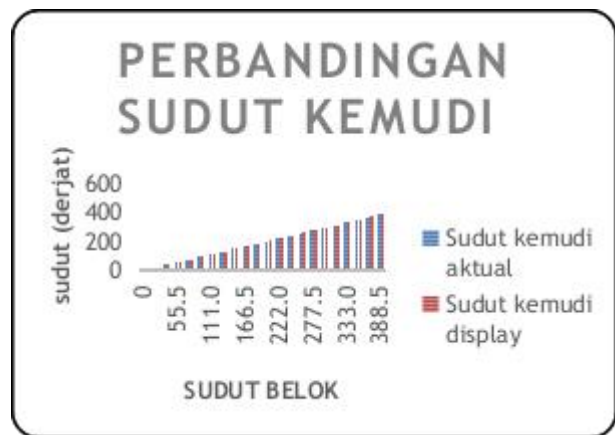 PERBANDINGAN
SUDUT KEMUDI
sudut (derjat)
600
400
200
0
0
55.5
111.0
166.5
222.0
277.5
333.0
388.5
SUDUT BELOK
Sudut kemudi
aktual
Sudut kemudi
display